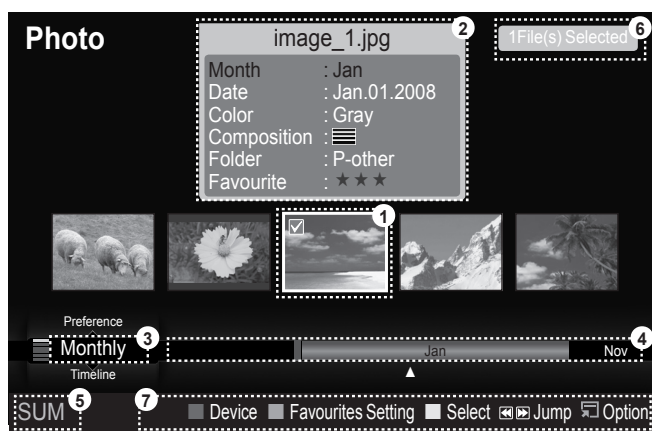 Photo
image_1.jpg
2
1File(s) Selected
6
Month : Jan
Date : Jan.01.2008
Color : Gray
Composition :
Folder : P-other
Favourite : ★★★
1
Preference
Monthly
3
Jan
Nov
4
Timeline
SUM
5
7
Device
Favourites Setting
Select
Jump
Option